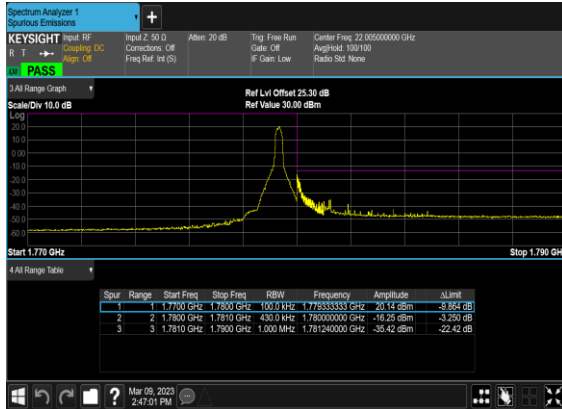 Spectrum Analyzer 1
Spurious Emissions
+
KEYSIGHT Input: RF Input Z: 50 Ω Atten: 20 dB Trig: Free Run Center Freq: 22.005000000 GHz
R T Coupling: DC Corrections: Off Gate: Off Avg|Hold: 100/100
Align: Off Freq Ref: Int (S) IF Gain: Low Radio Std: None
PASS
3 All Range Graph
Ref Lvl Offset 25.30 dB
Scale/Div 10.0 dB Ref Value 30.00 dBm
Log
20.0
10.0
0.00
-10.0
-20.0
-30.0
-40.0
-50.0
-60.0
Start 1.770 GHz Stop 1.790 GH
4 All Range Table
Spur Range Start Freq Stop Freq RBW Frequency Amplitude ΔLimit
1 1 1.7700 GHz 1.7800 GHz 100.0 kHz 1.779333333 GHz 20.14 dBm -9.864 dB
2 2 1.7800 GHz 1.7810 GHz 430.0 kHz 1.780000000 GHz -16.25 dBm -3.250 dB
3 3 1.7810 GHz 1.7900 GHz 1.000 MHz 1.781240000 GHz -35.42 dBm -22.42 dB
? Mar 09, 2023
2:47:01 PM